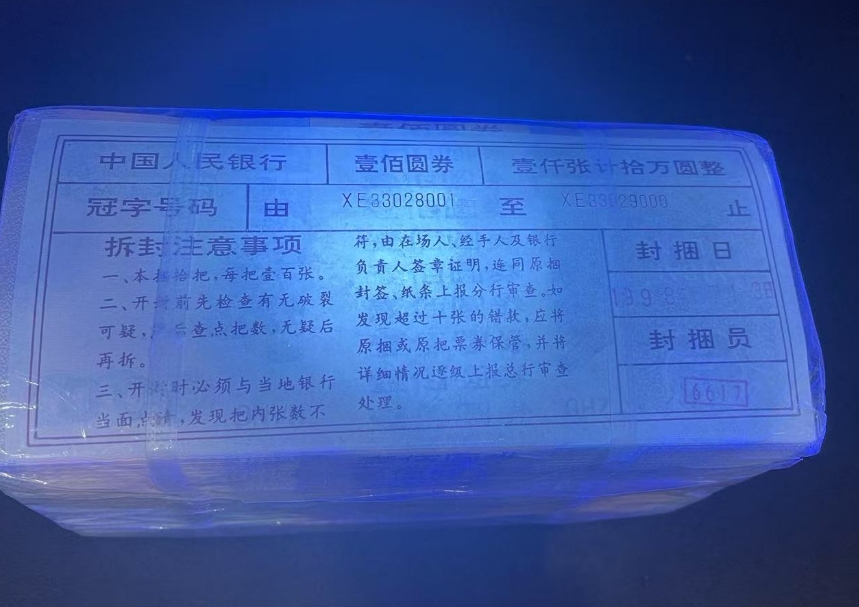 中国人民银行 壹佰圆券 壹仟张计拾万圆整
冠字号码 由 XE33028001 至 XE33029000 止
拆封注意事项
一、本捆拾把,每把壹百张。
二、开封前先检查有无破裂
可疑,然后查点把数,无疑后
再拆。
三、开封时必须与当地银行
当面点清,发现把内张数不
符,由在场人、经手人及银行
负责人签章证明,连同原捆
封签、纸条上报分行审查。如
发现超过十张的错款,应将
原捆或原把票券保管,并将
详细情况逐级上报总行审查
处理。
封捆日
封捆员
6617